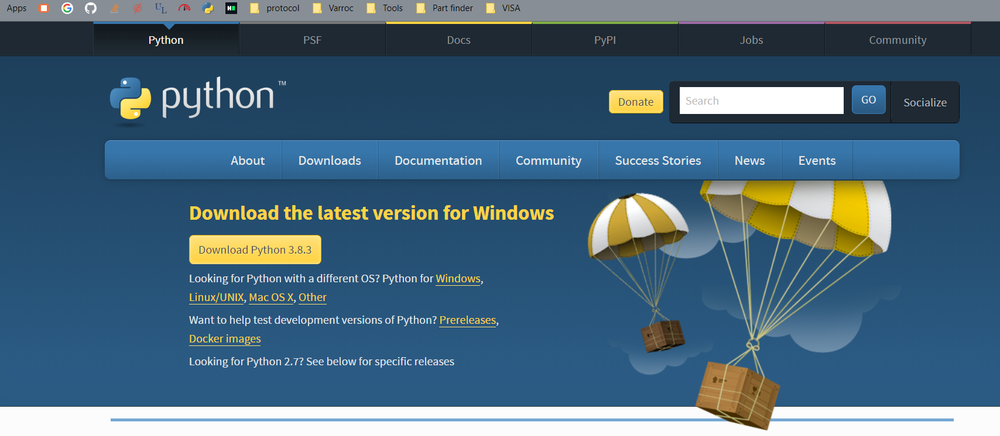 Apps protocol Varroc Tools Part finder VISA
Python PSF Docs PyPI Jobs Community
python™
Donate Search GO Socialize
About Downloads Documentation Community Success Stories News Events
Download the latest version for Windows
Download Python 3.8.3
Looking for Python with a different OS? Python for Windows,
Linux/UNIX, Mac OS X, Other
Want to help test development versions of Python? Prereleases,
Docker images
Looking for Python 2.7? See below for specific releases